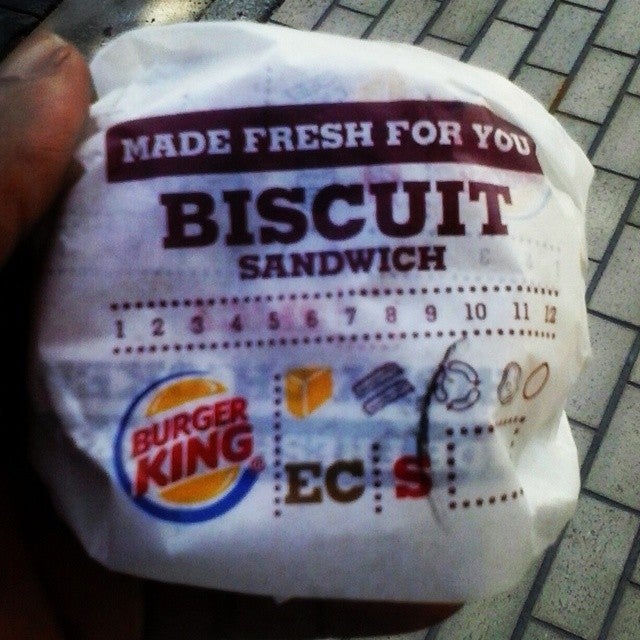 MADE FRESH FOR YOU
BISCUIT
SANDWICH
1 2 3 4 5 6 7 8 9 10 11 12
BURGER
KING®
EC S